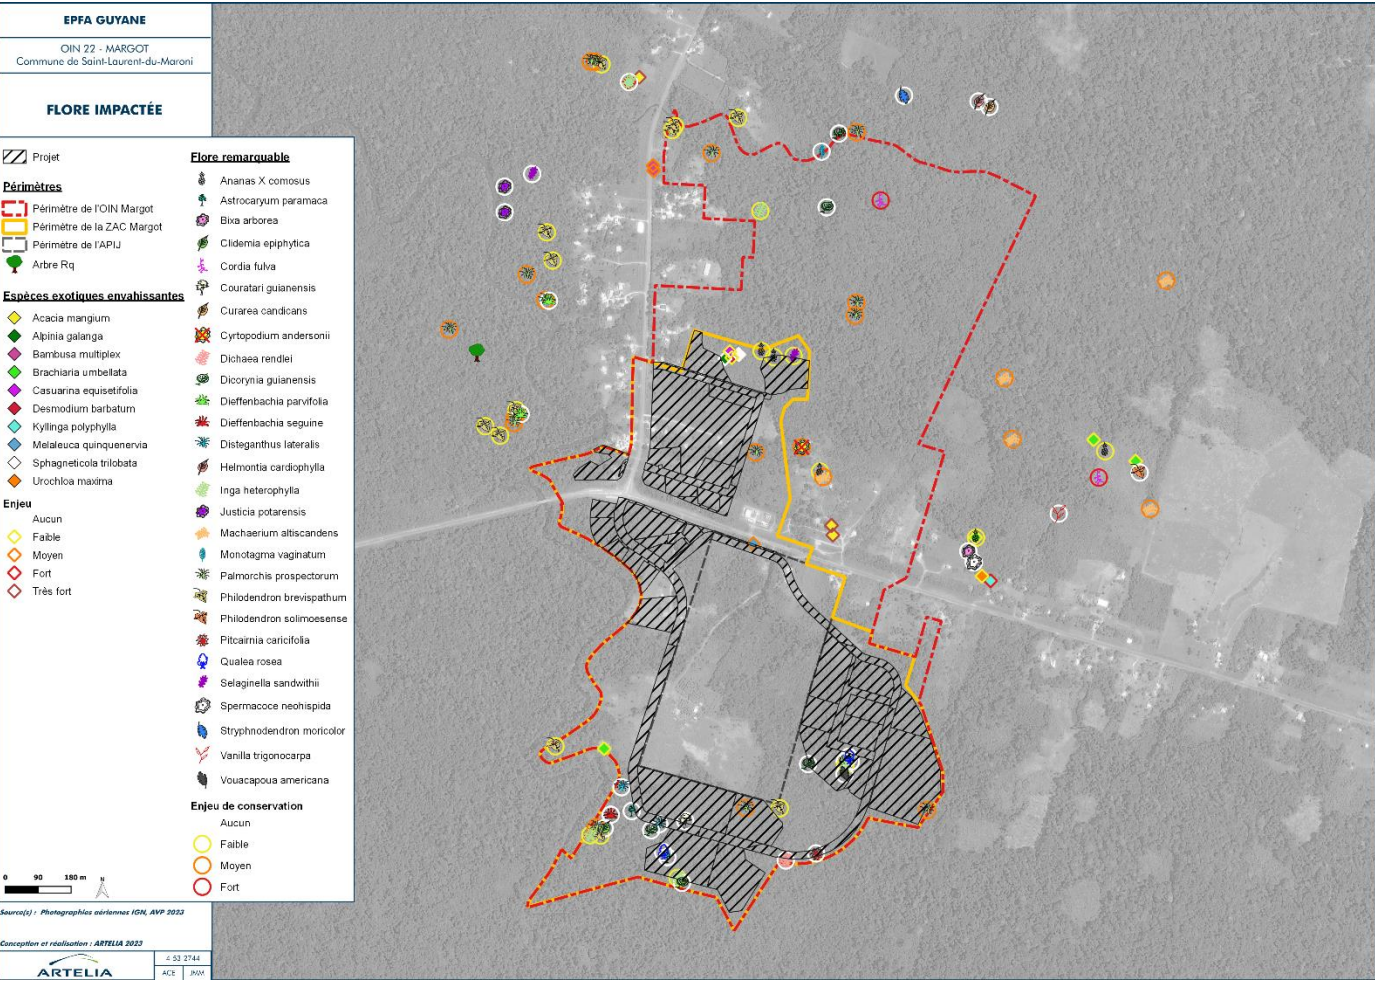 EPFA GUYANE
OIN 22 - MARGOT
Commune de Saint-Laurent-du-Maroni
FLORE IMPACTÉE
Projet
Périmètres
Périmètre de l'OIN Margot
Périmètre de la ZAC Margot
Périmètre de l'APIJ
Arbre Rq
Espèces exotiques envahissantes
Acacia mangium
Alpinia galanga
Bambusa multiplex
Brachiaria umbellata
Casuarina equisetifolia
Desmodium barbatum
Kyllinga polyphylla
Melaleuca quinquenervia
Sphagneticola trilobata
Urochloa maxima
Enjeu
Aucun
Faible
Moyen
Fort
Très fort
Flore remarquable
Ananas X comosus
Astrocaryum paramaca
Bixa arborea
Clidemia epiphytica
Cordia fulva
Couratari guianensis
Curarea candicans
Cyrtopodium andersonii
Dichaea rendlei
Dicorynia guianensis
Dieffenbachia parvifolia
Dieffenbachia seguine
Disteganthus lateralis
Helmontia cardiophylla
Inga heterophylla
Justicia potarensis
Machaerium altiscandens
Monotagma vaginatum
Palmorchis prospectorum
Philodendron brevispathum
Philodendron solimoesense
Pitcairnia caricifolia
Qualea rosea
Selaginella sandwithii
Spermacoce neohispida
Stryphnodendron moricolor
Vanilla trigonocarpa
Vouacapoua americana
Enjeu de conservation
Aucun
Faible
Moyen
Fort
0 90 180 m
N
Source(s) : Photographies aériennes IGN, AVP 2023
Conception et réalisation : ARTELIA 2023
ARTELIA
4 53 2744
ACE JMM